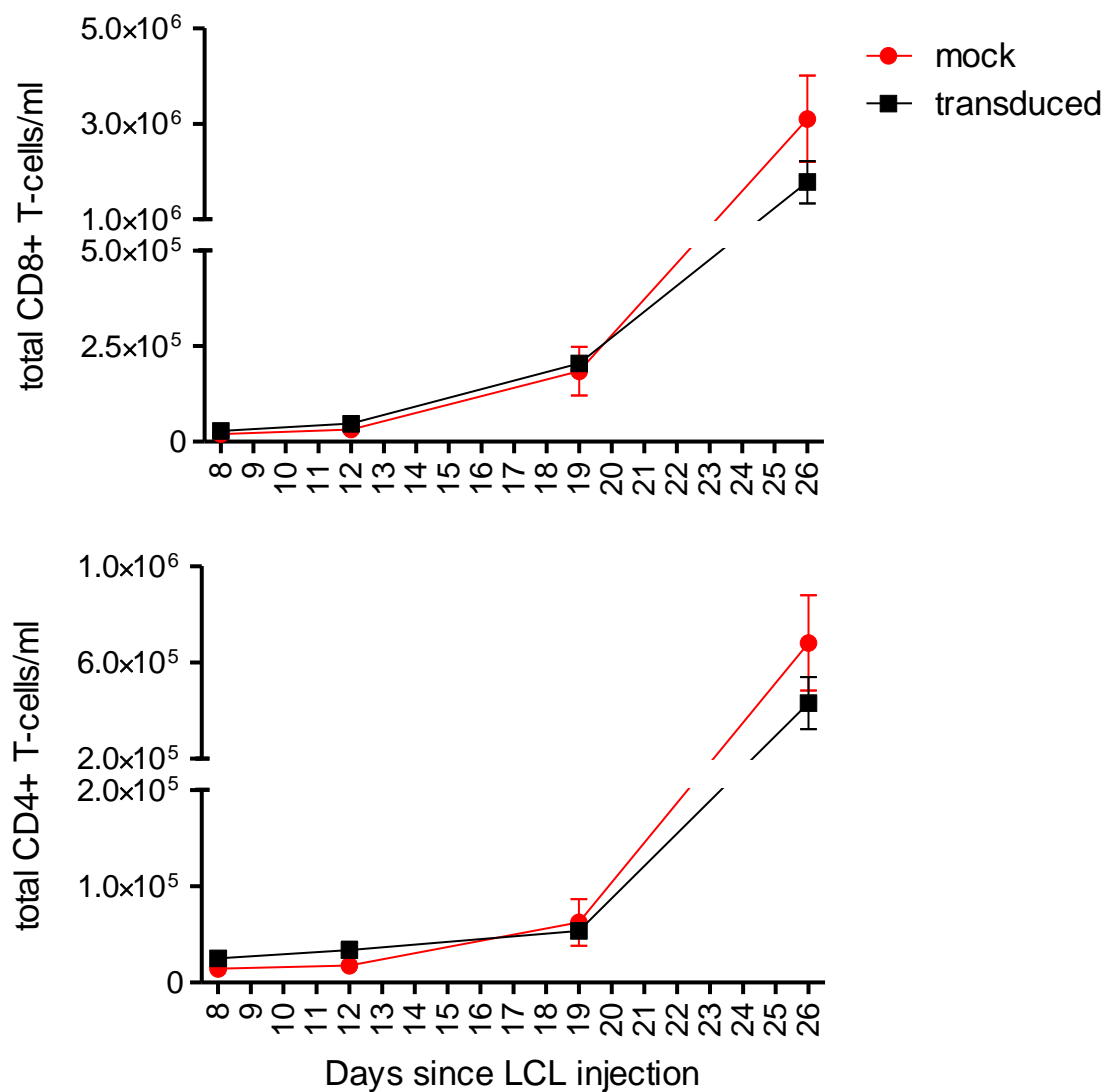 5.0×10⁶
3.0×10⁶
1.0×10⁶
5.0×10⁵
2.5×10⁵
0
total CD8+ T-cells/ml
8 9 10 11 12 13 14 15 16 17 18 19 20 21 22 23 24 25 26
mock
transduced
1.0×10⁶
6.0×10⁵
2.0×10⁵
2.0×10⁵
1.0×10⁵
0
total CD4+ T-cells/ml
8 9 10 11 12 13 14 15 16 17 18 19 20 21 22 23 24 25 26
Days since LCL injection